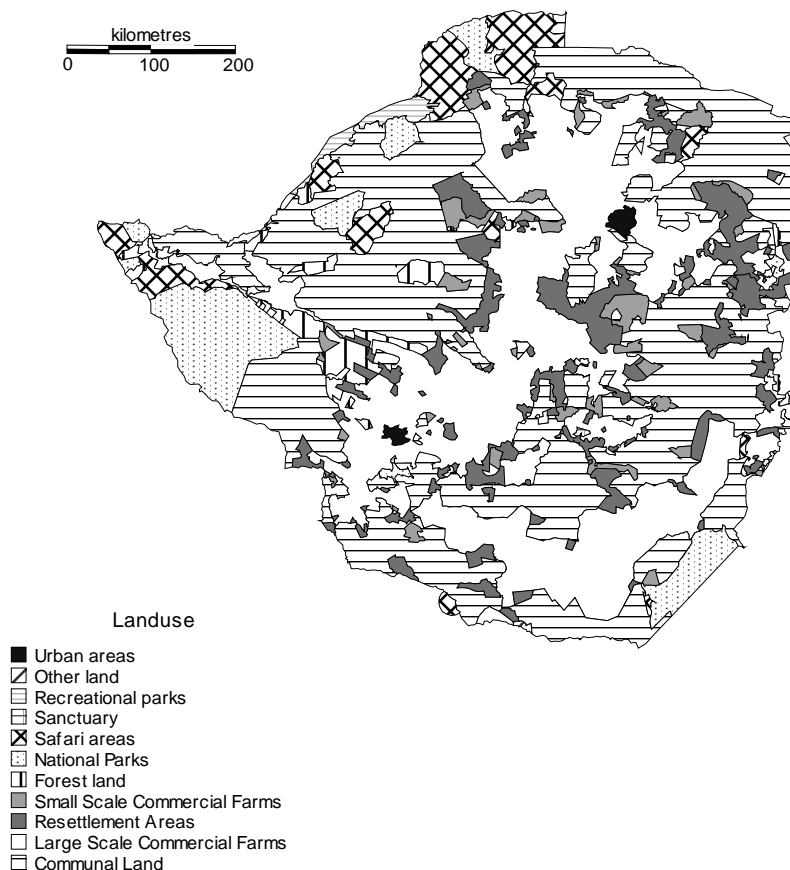 kilometres
0 100 200
Landuse
Urban areas
Other land
Recreational parks
Sanctuary
Safari areas
National Parks
Forest land
Small Scale Commercial Farms
Resettlement Areas
Large Scale Commercial Farms
Communal Land